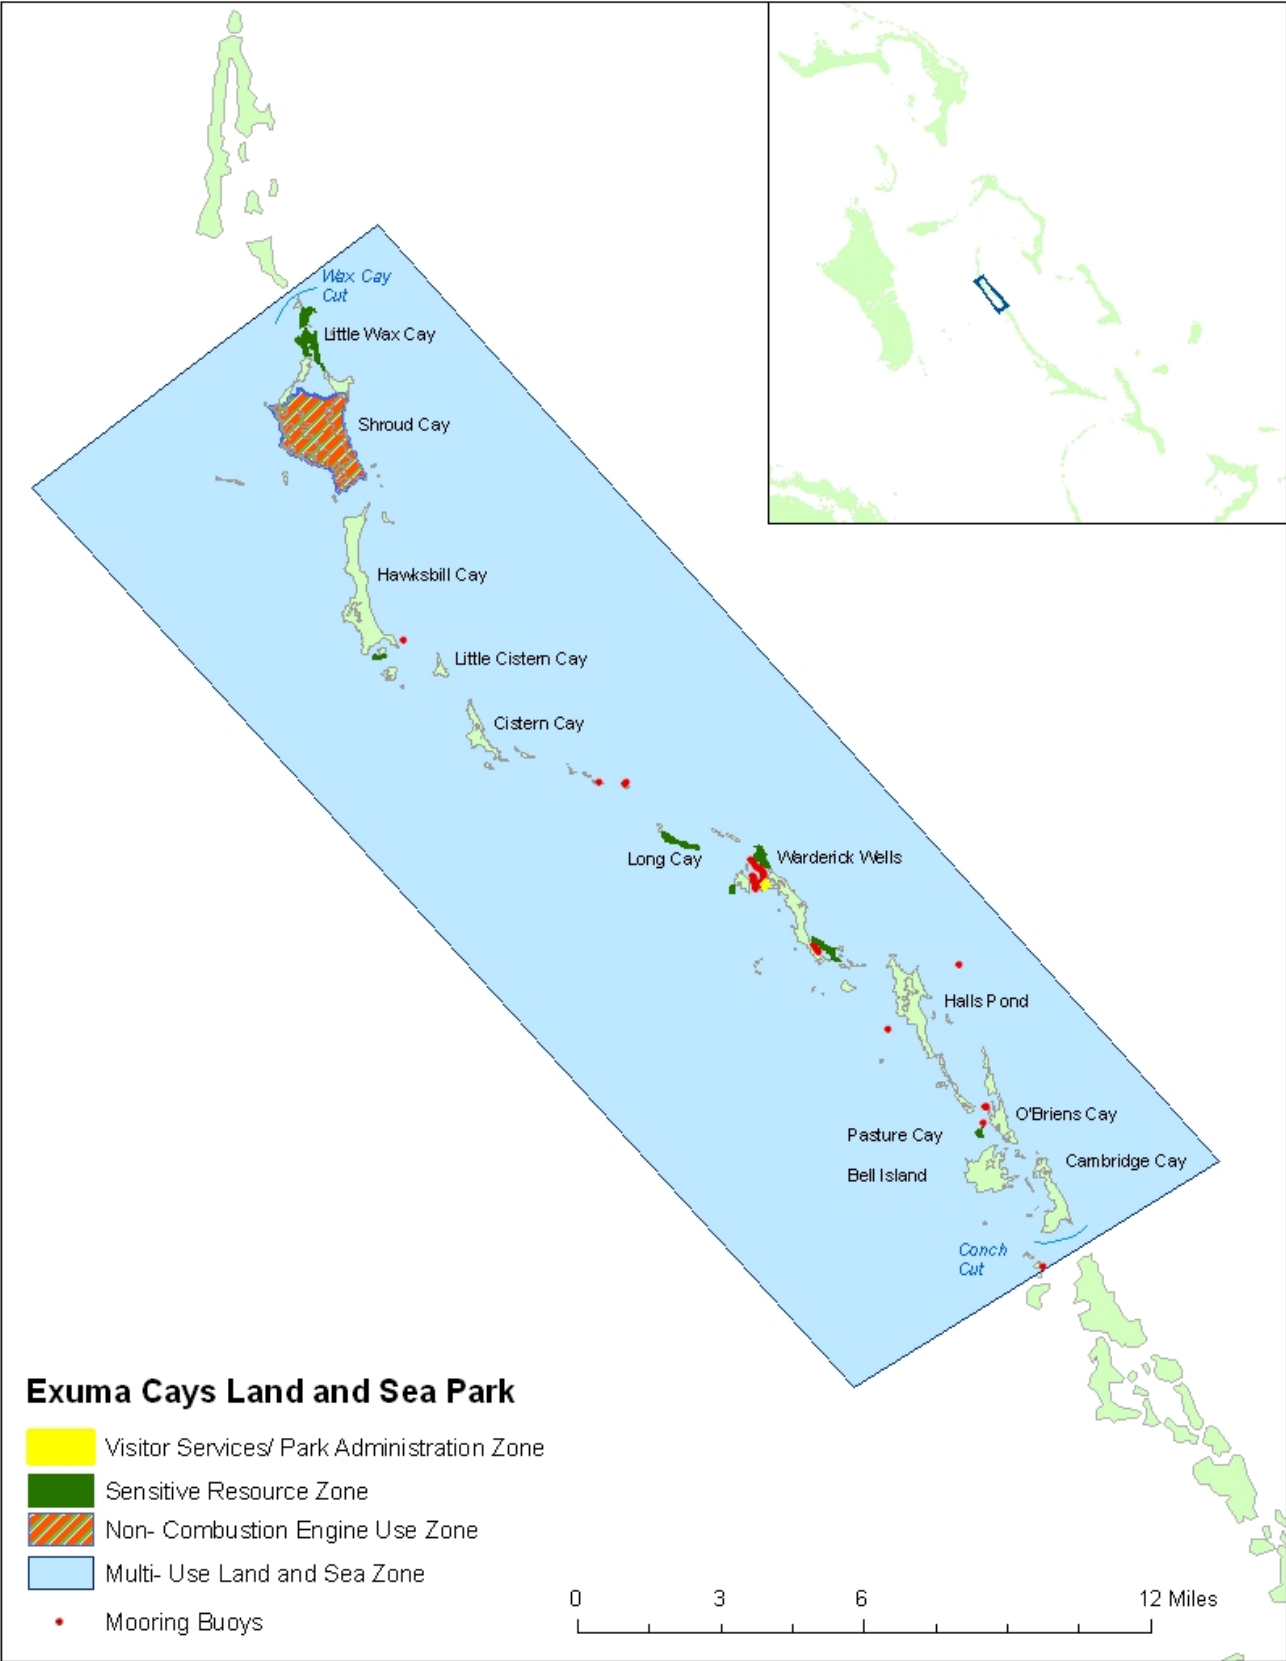 Wax Cay
Cut
Little Wax Cay
Shroud Cay
Hawksbill Cay
Little Cistern Cay
Cistern Cay
Long Cay
Warderick Wells
Halls Pond
O'Briens Cay
Pasture Cay
Cambridge Cay
Bell Island
Conch
Cut
Exuma Cays Land and Sea Park
Visitor Services/ Park Administration Zone
Sensitive Resource Zone
Non- Combustion Engine Use Zone
Multi- Use Land and Sea Zone
Mooring Buoys
0 3 6 12 Miles